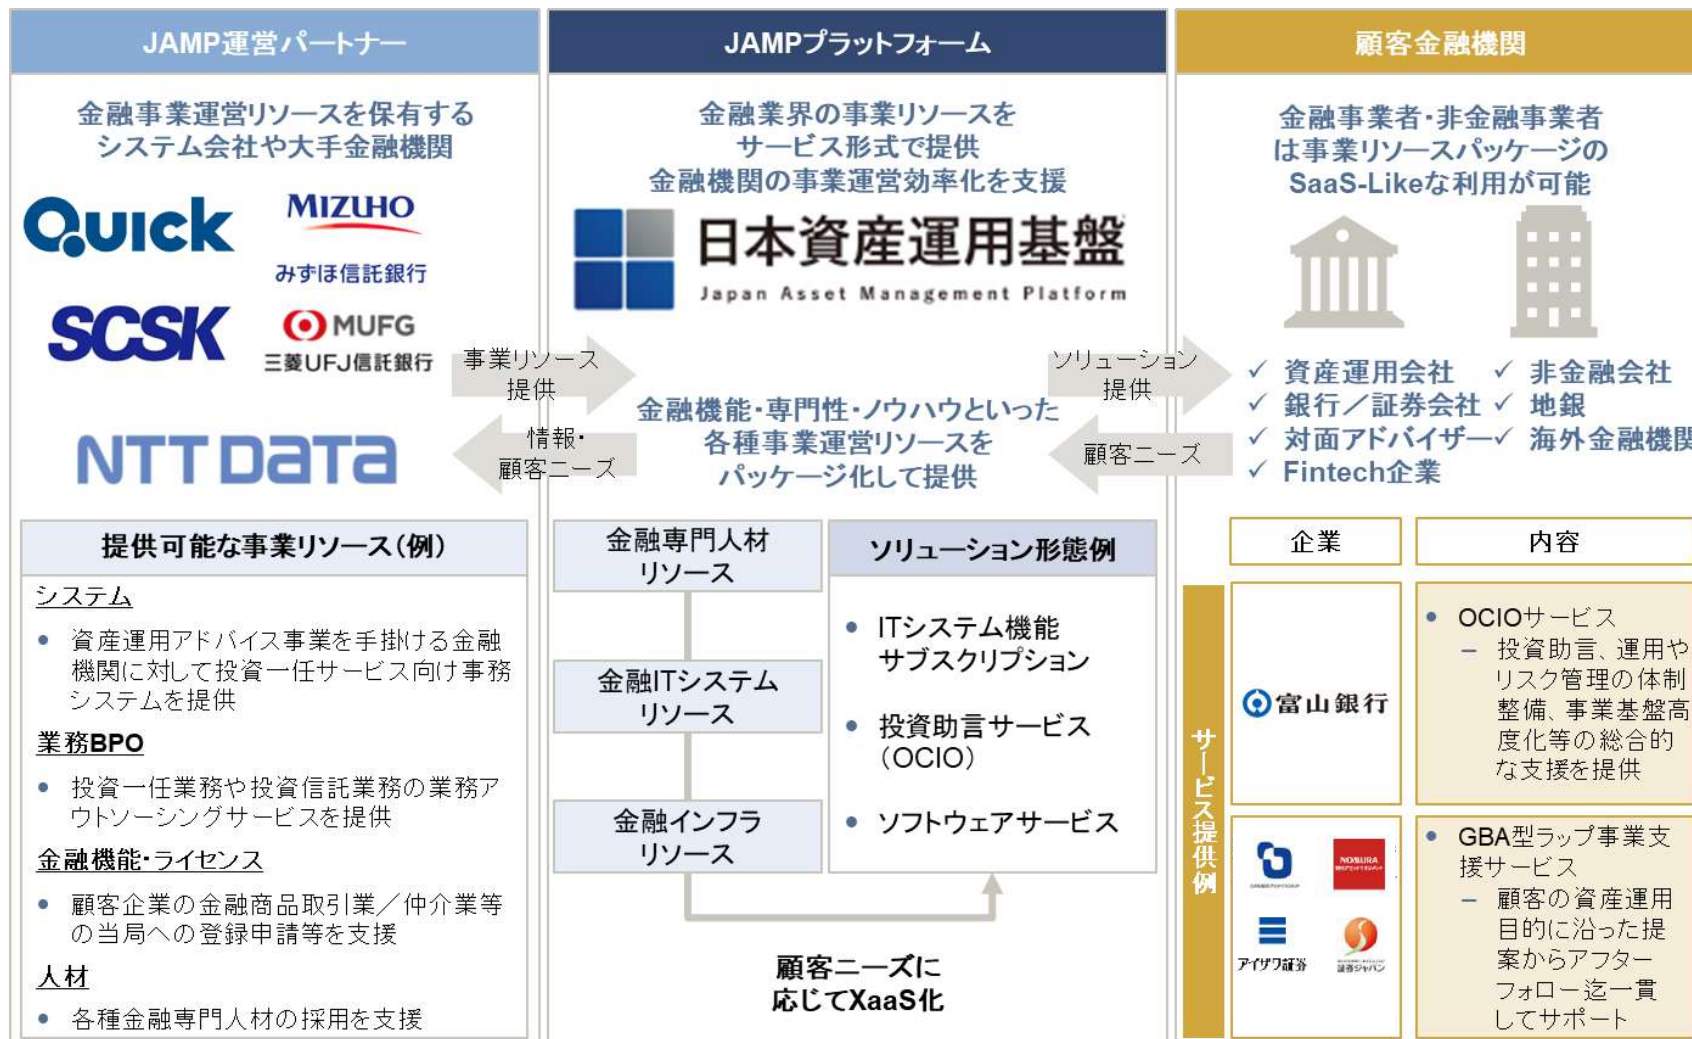 JAMP運営パートナー
金融事業運営リソースを保有する
システム会社や大手金融機関
QUICK
MIZUHO
みずほ信託銀行
SCSK
MUFG
三菱UFJ信託銀行
NTT DATA
事業リソース
提供
情報・
顧客ニーズ
提供可能な事業リソース(例)
システム
• 資産運用アドバイス事業を手掛ける金融
機関に対して投資一任サービス向け事務
システムを提供
業務BPO
• 投資一任業務や投資信託業務の業務ア
ウトソーシングサービスを提供
金融機能・ライセンス
• 顧客企業の金融商品取引業／仲介業等
の当局への登録申請等を支援
人材
• 各種金融専門人材の採用を支援
JAMPプラットフォーム
金融業界の事業リソースを
サービス形式で提供
金融機関の事業運営効率化を支援
日本資産運用基盤
Japan Asset Management Platform
金融機能・専門性・ノウハウといった
各種事業運営リソースを
パッケージ化して提供
ソリューション
提供
顧客ニーズ
金融専門人材
リソース
金融ITシステム
リソース
金融インフラ
リソース
ソリューション形態例
• ITシステム機能
サブスクリプション
• 投資助言サービス
(OCIO)
• ソフトウェアサービス
顧客ニーズに
応じてXaaS化
顧客金融機関
金融事業者・非金融事業者
は事業リソースパッケージの
SaaS-Likeな利用が可能
✓ 資産運用会社
✓ 銀行／証券会社
✓ 対面アドバイザー
✓ Fintech企業
✓ 非金融会社
✓ 地銀
✓ 海外金融機関
企業
内容
サービス提供例
富山銀行
• OCIOサービス
– 投資助言、運用や
リスク管理の体制
整備、事業基盤高
度化等の総合的
な支援を提供
NOMURA
アイザワ証券
証券ジャパン
• GBA型ラップ事業支
援サービス
– 顧客の資産運用
目的に沿った提
案からアフター
フォロー迄一貫
してサポート